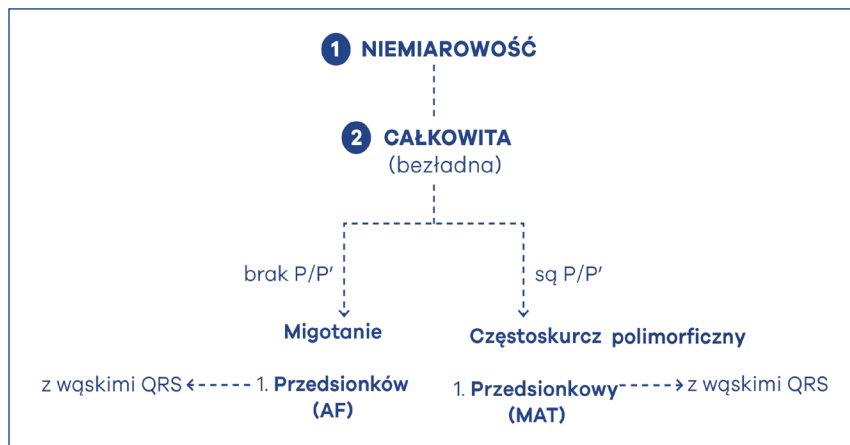 1 NIEMIAROWOŚĆ
2 CAŁKOWITA
(bezładna)
brak P/P’
są P/P’
Migotanie
Częstoskurcz polimorficzny
z wąskimi QRS
1. Przedsionków
(AF)
1. Przedsionkowy
(MAT)
z wąskimi QRS